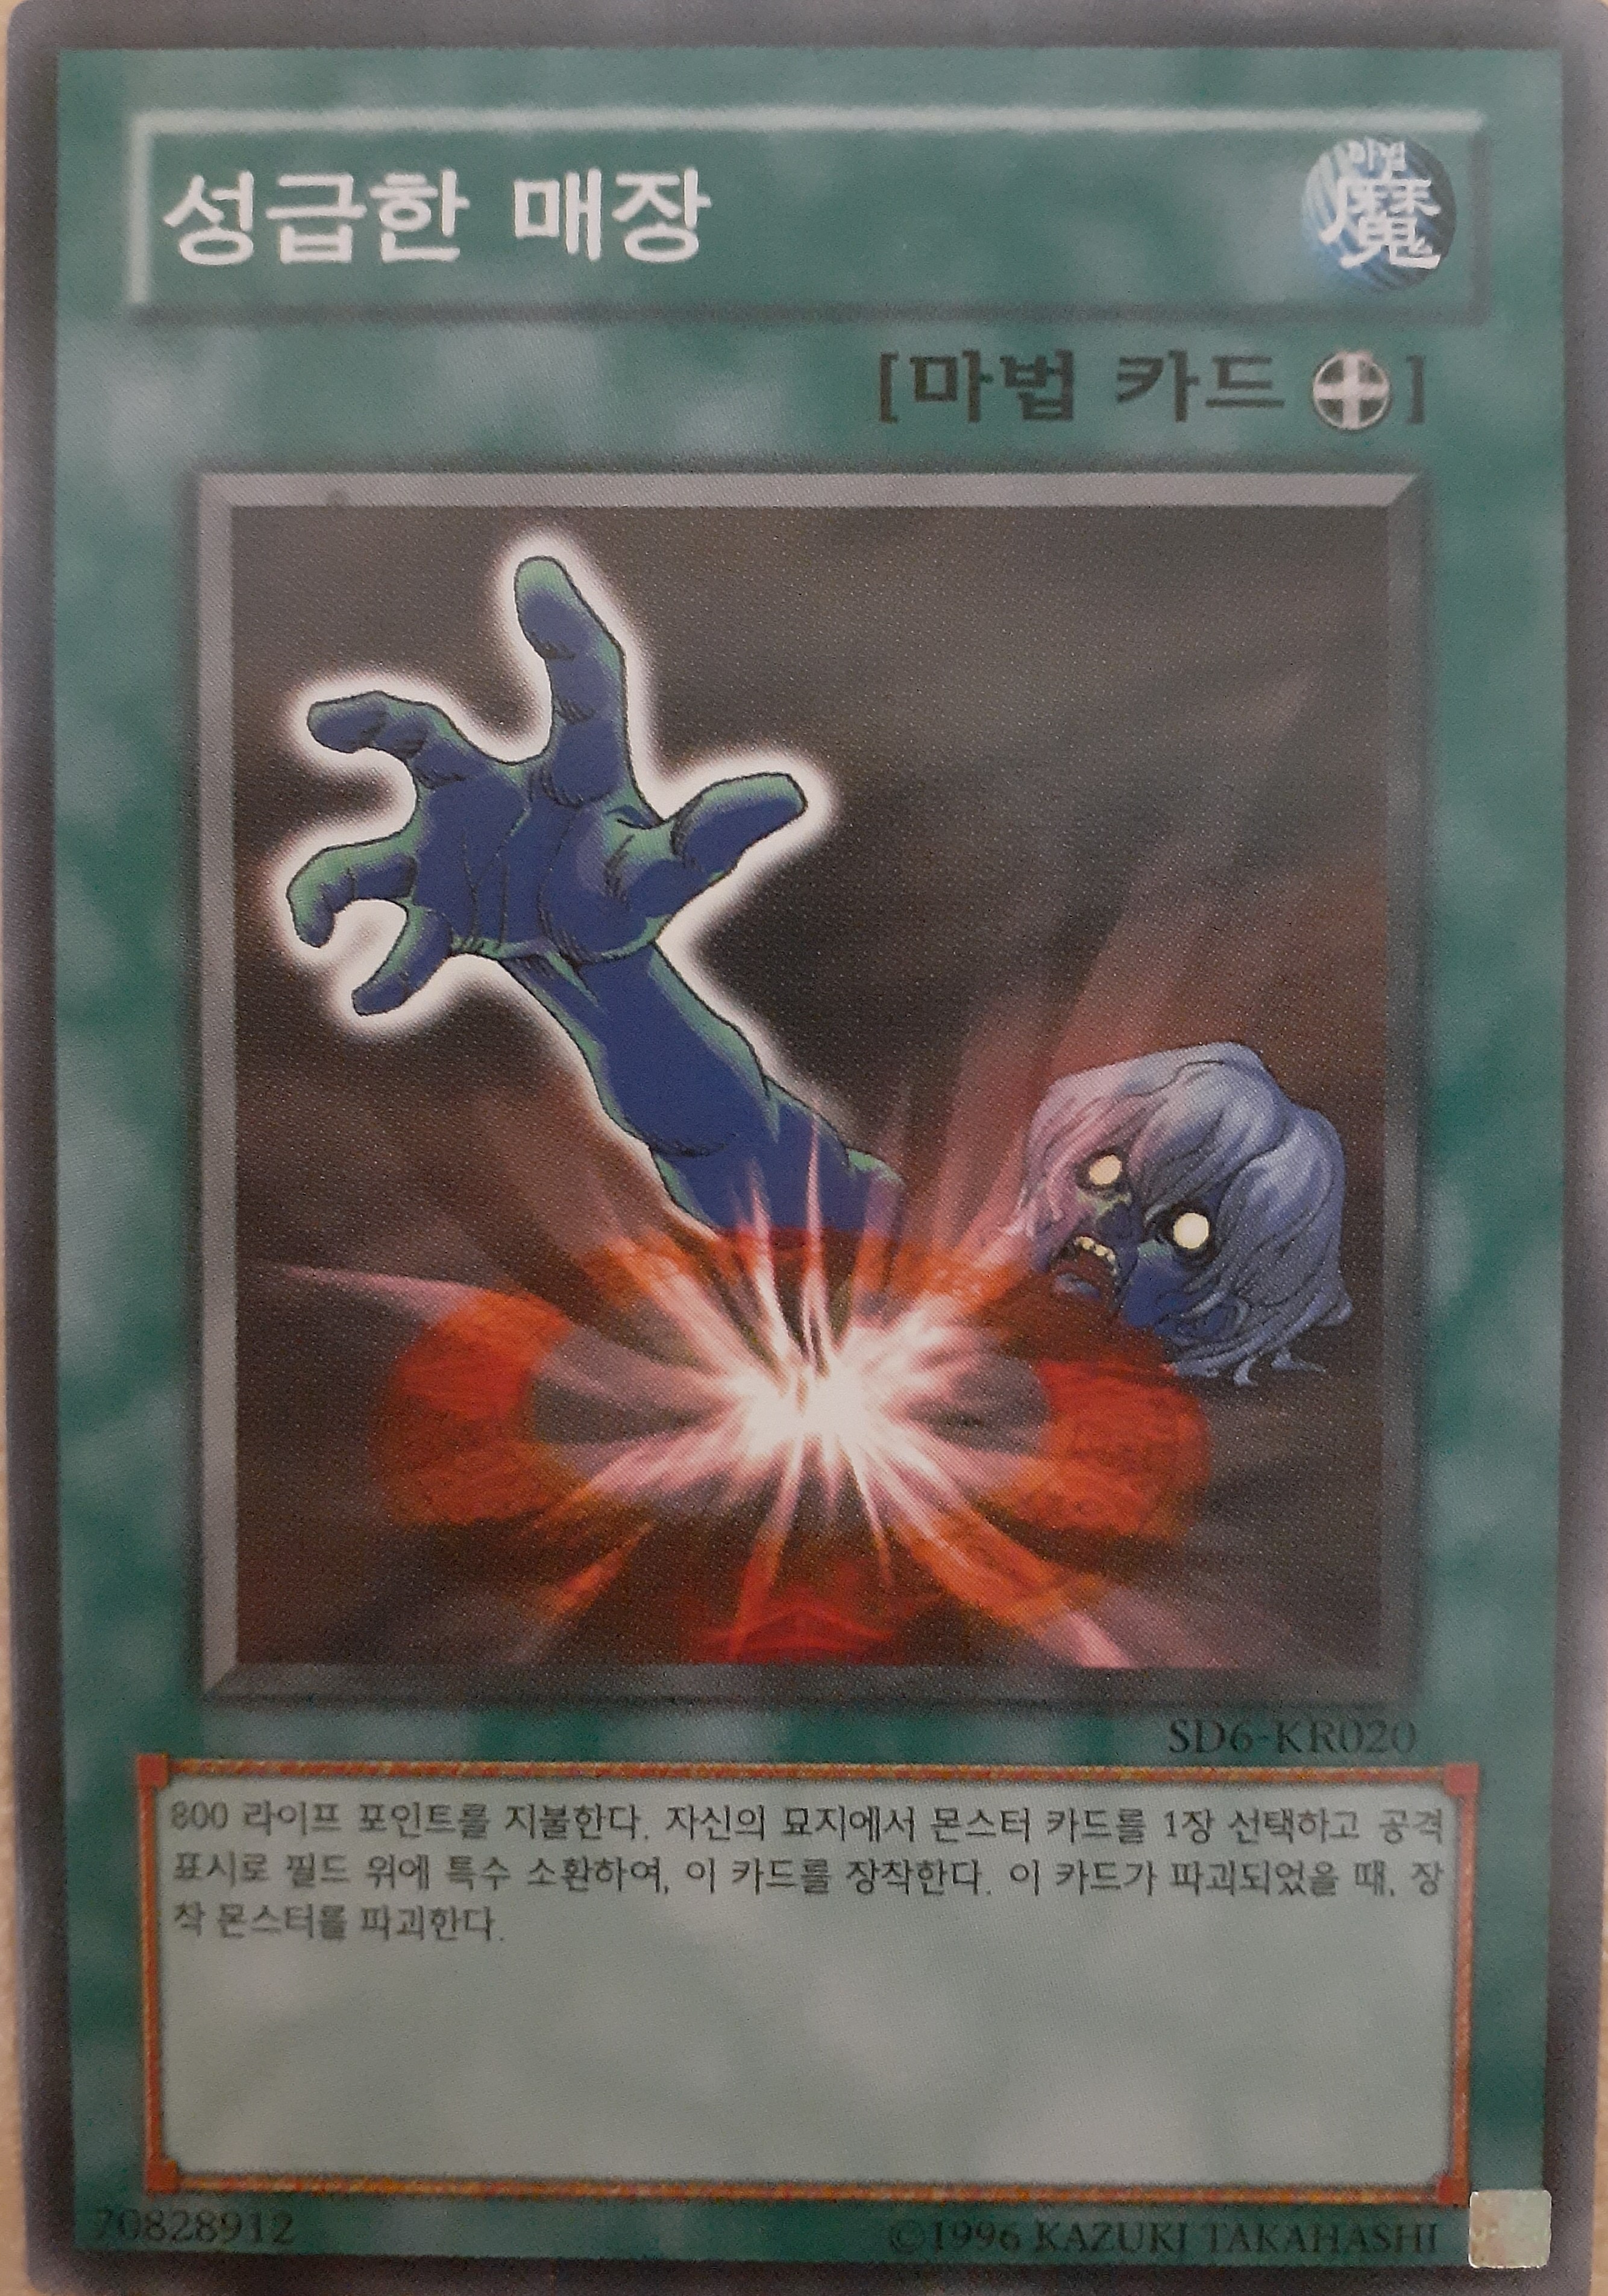 성급한 매장
마법
魔
[마법 카드]
SD6-KR020
800 라이프 포인트를 지불한다. 자신의 묘지에서 몬스터 카드를 1장 선택하고 공격
표시로 필드 위에 특수 소환하여, 이 카드를 장착한다. 이 카드가 파괴되었을 때, 장
착 몬스터를 파괴한다.
70828912
©1996 KAZUKI TAKAHASHI